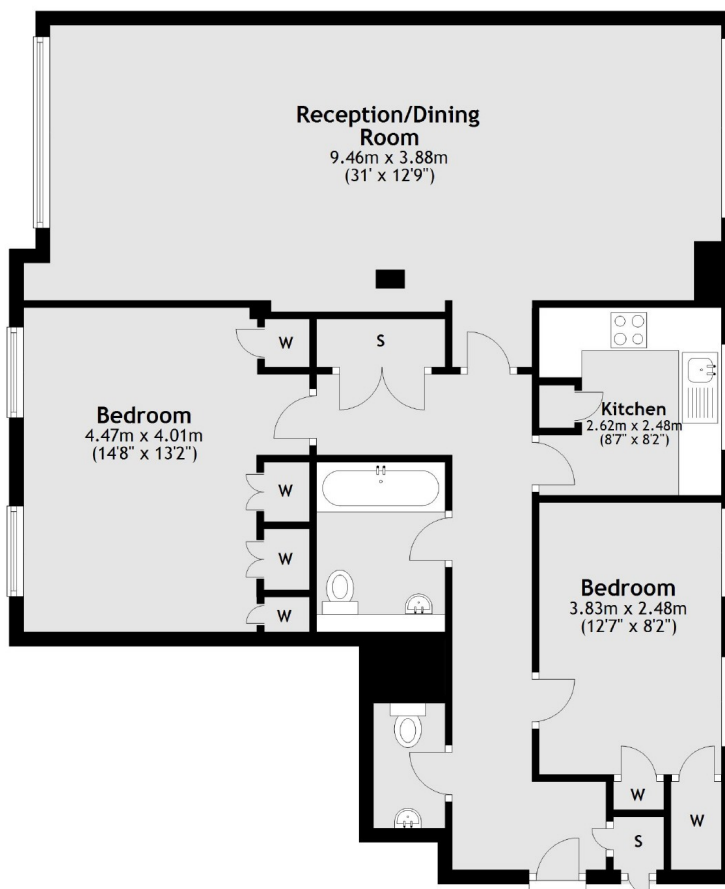 Reception/Dining
Room
9.46m x 3.88m
(31' x 12'9")
W
S
Bedroom
4.47m x 4.01m
(14'8" x 13'2")
Kitchen
2.62m x 2.48m
(8'7" x 8'2")
W
W
W
Bedroom
3.83m x 2.48m
(12'7" x 8'2")
W
W
S